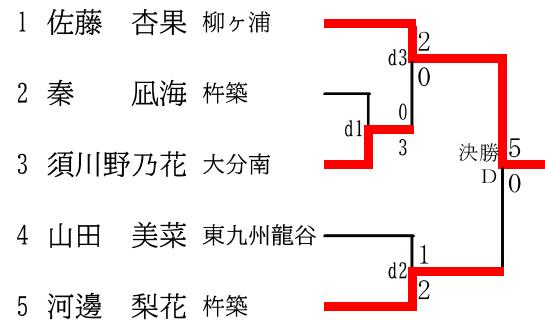 1 佐藤 杏果 柳ヶ浦
2
d3
0
2 秦 凪海 杵築
0
d1
3
3 須川野乃花 大分南
決勝 5
D 0
4 山田 美菜 東九州龍谷
1
d2
2
5 河邊 梨花 杵築